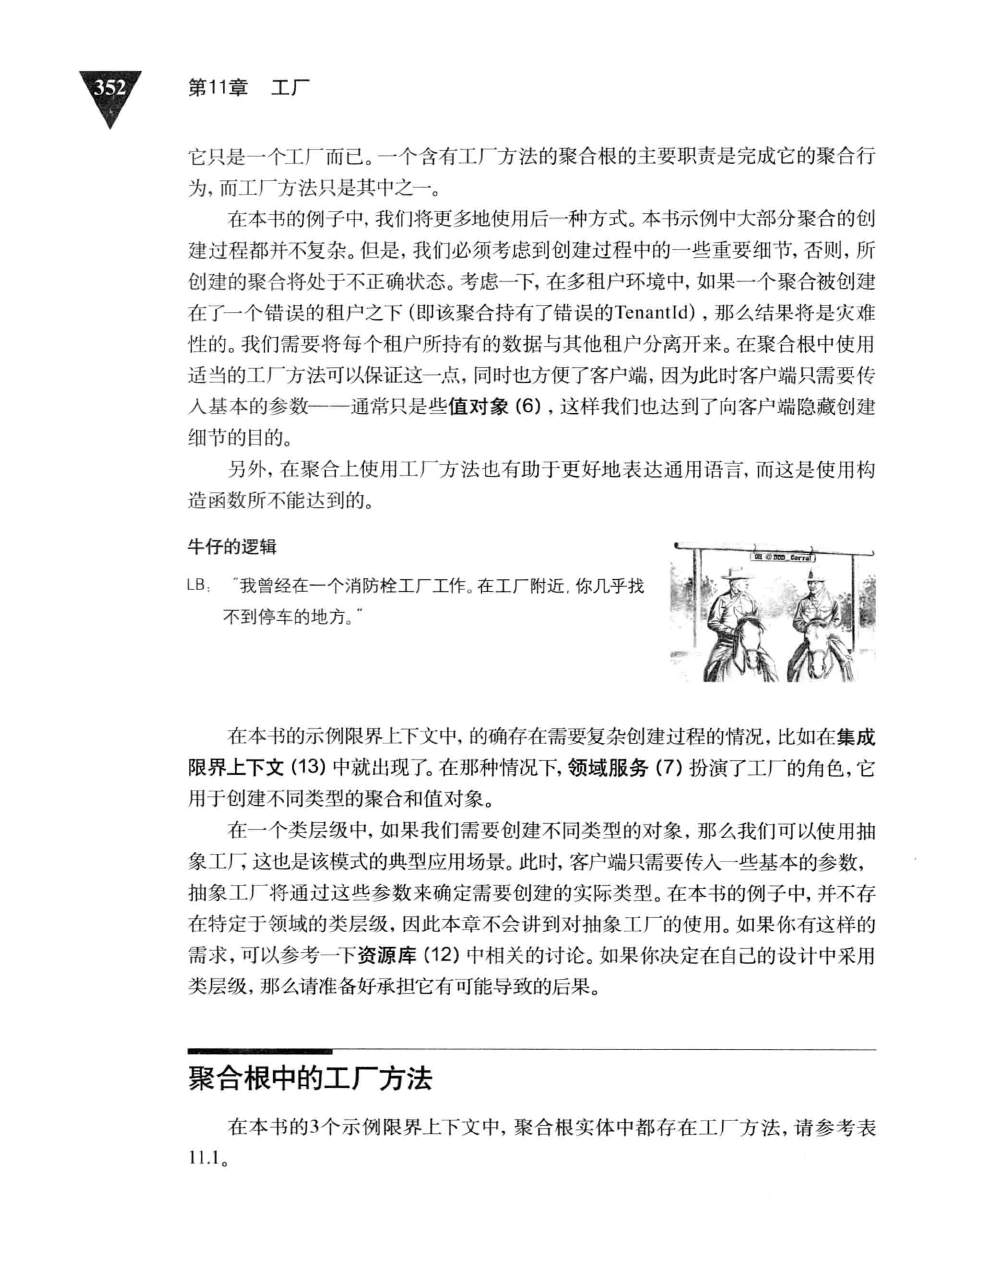 352
第11章 工厂
它只是一个工厂而已。一个含有工厂方法的聚合根的主要职责是完成它的聚合行
为，而工厂方法只是其中之一。
在本书的例子中，我们将更多地使用后一种方式。本书示例中大部分聚合的创
建过程都并不复杂。但是，我们必须考虑到创建过程中的一些重要细节，否则，所
创建的聚合将处于不正确状态。考虑一下，在多租户环境中，如果一个聚合被创建
在了一个错误的租户之下（即该聚合持有了错误的TenantId），那么结果将是灾难
性的。我们需要将每个租户所持有的数据与其他租户分离开来。在聚合根中使用
适当的工厂方法可以保证这一点，同时也方便了客户端，因为此时客户端只需要传
入基本的参数——通常只是些值对象（6），这样我们也达到了向客户端隐藏创建
细节的目的。
另外，在聚合上使用工厂方法也有助于更好地表达通用语言，而这是使用构
造函数所不能达到的。
牛仔的逻辑
LB：“我曾经在一个消防栓工厂工作。在工厂附近，你几乎找
不到停车的地方。”
DDD Corral
在本书的示例限界上下文中，的确存在需要复杂创建过程的情况，比如在集成
限界上下文（13）中就出现了。在那种情况下，领域服务（7）扮演了工厂的角色，它
用于创建不同类型的聚合和值对象。
在一个类层级中，如果我们需要创建不同类型的对象，那么我们可以使用抽
象工厂，这也是该模式的典型应用场景。此时，客户端只需要传入一些基本的参数，
抽象工厂将通过这些参数来确定需要创建的实际类型。在本书的例子中，并不存
在特定于领域的类层级，因此本章不会讲到对抽象工厂的使用。如果你有这样的
需求，可以参考一下资源库（12）中相关的讨论。如果你决定在自己的设计中采用
类层级，那么请准备好承担它有可能导致的后果。
聚合根中的工厂方法
在本书的3个示例限界上下文中，聚合根实体中都存在工厂方法，请参考表
11.1。